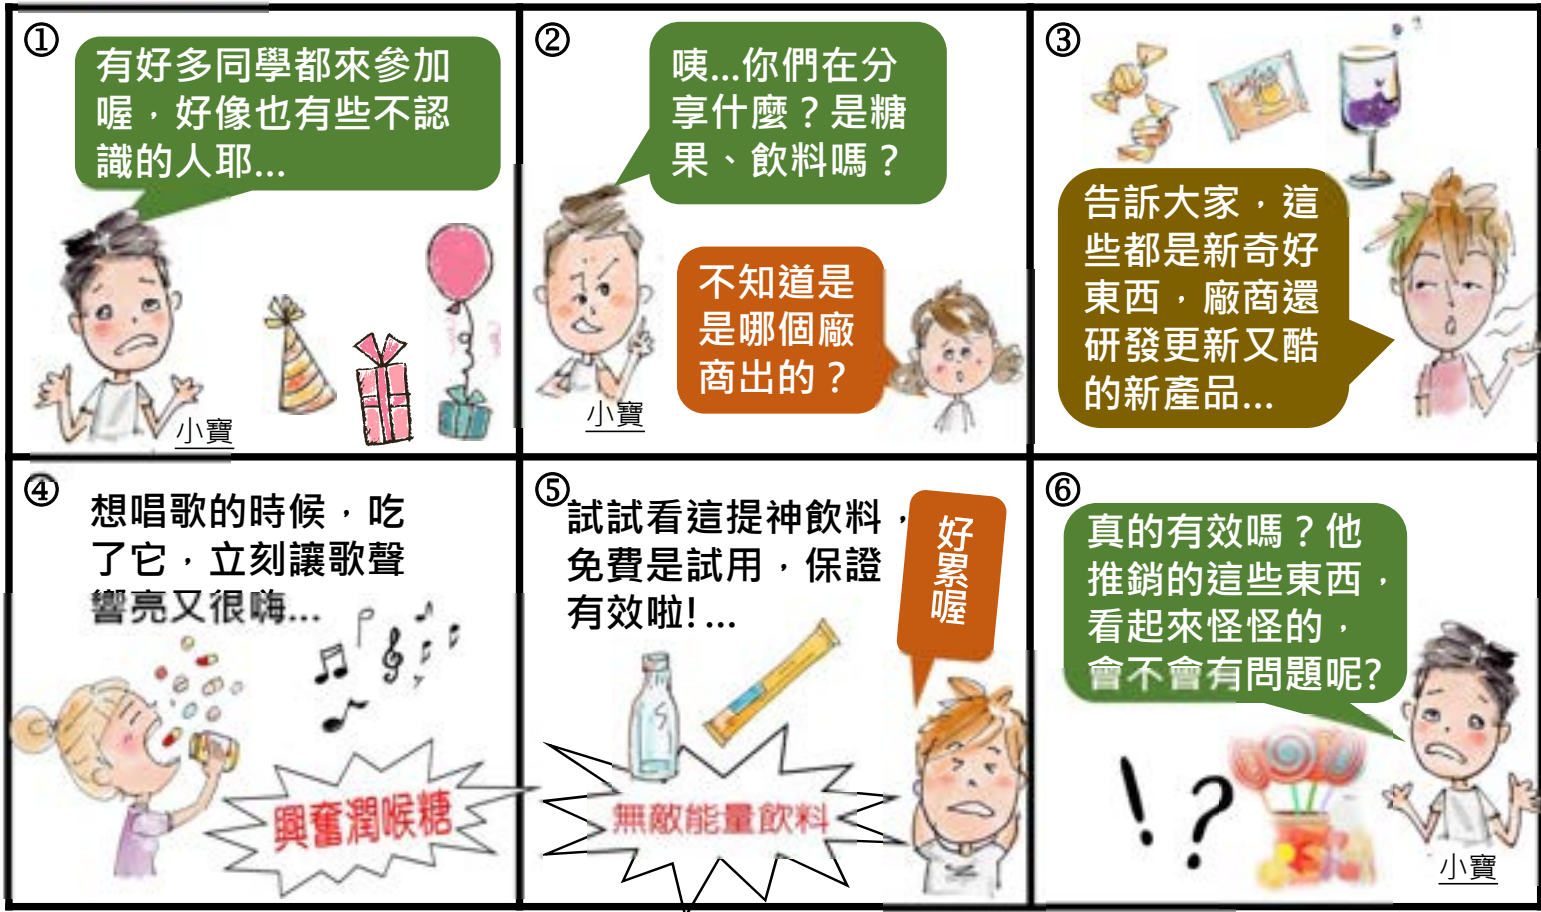 ①
有好多同學都來參加
喔，好像也有些不認
識的人耶...
小寶
②
咦...你們在分
享什麼？是糖
果、飲料嗎？
不知道是
是哪個廠
商出的？
小寶
③
告訴大家，這
些都是新奇好
東西，廠商還
研發更新又酷
的新產品...
④
想唱歌的時候，吃
了它，立刻讓歌聲
響亮又很嗨...
興奮潤喉糖
⑤
試試看這提神飲料，
免費是試用，保證
有效啦!...
好累喔
無敵能量飲料
⑥
真的有效嗎？他
推銷的這些東西，
看起來怪怪的，
會不會有問題呢?
！？
小寶